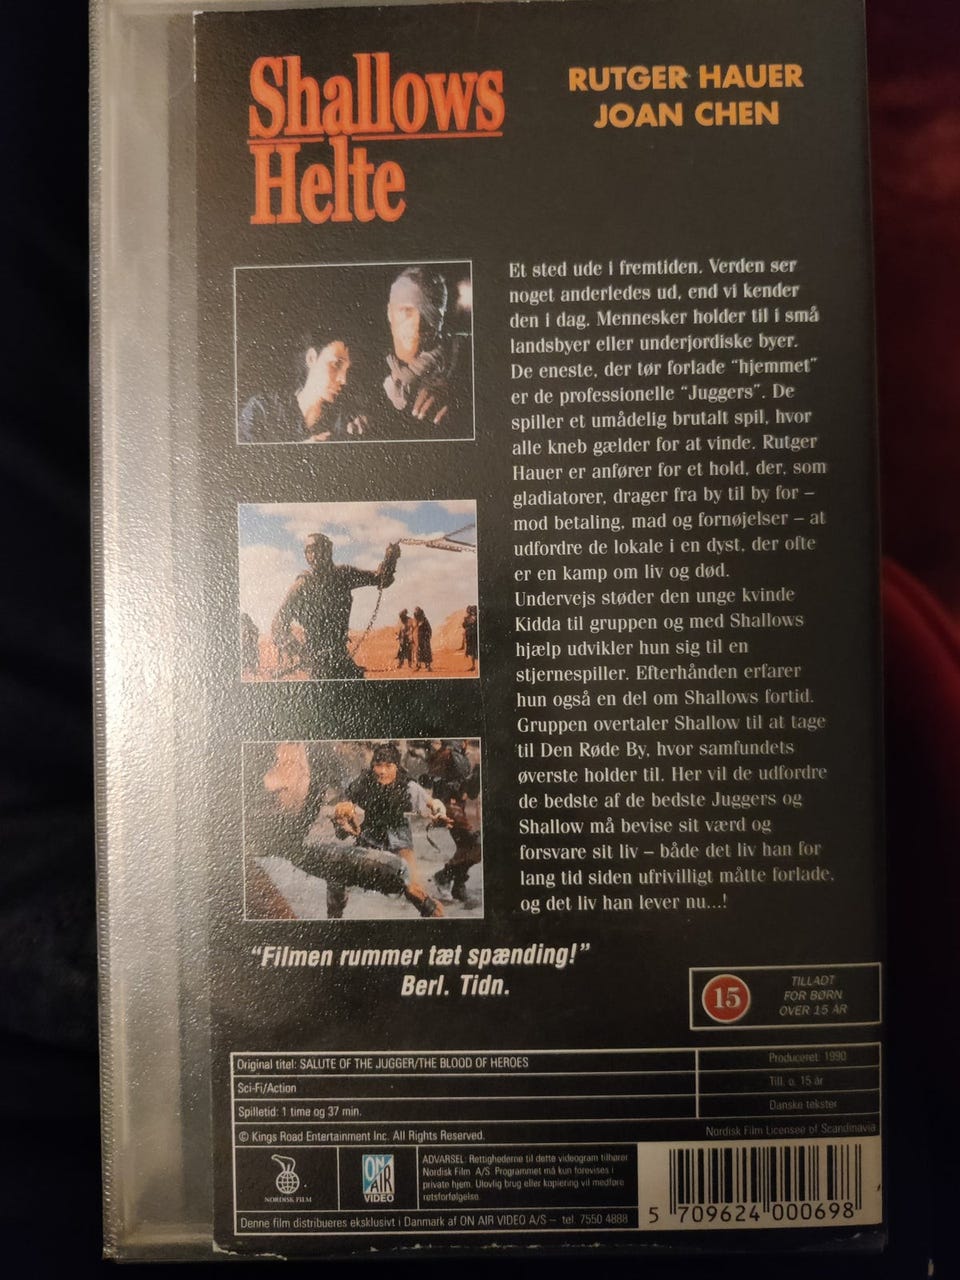 Shallows
Helte
RUTGER HAUER
JOAN CHEN
Et sted ude i fremtiden. Verden ser
noget anderledes ud, end vi kender
den i dag. Mennesker holder til i små
landsbyer eller underjordiske byer.
De eneste, der tør forlade "hjemmet"
er de professionelle "Juggers". De
spiller et umådelig brutalt spil, hvor
alle kneb gælder for at vinde. Rutger
Hauer er anfører for et hold, der, som
gladiatorer, drager fra by til by for –
mod betaling, mad og fornøjelser – at
udfordre de lokale i en dyst, der ofte
er en kamp om liv og død.
Undervejs støder den unge kvinde
Kidda til gruppen og med Shallows
hjælp udvikler hun sig til en
stjernespiller. Efterhånden erfarer
hun også en del om Shallows fortid.
Gruppen overtaler Shallow til at tage
til Den Røde By, hvor samfundets
øverste holder til. Her vil de udfordre
de bedste af de bedste Juggers og
Shallow må bevise sit værd og
forsvare sit liv – både det liv han for
lang tid siden ufrivilligt måtte forlade,
og det liv han lever nu...!
"Filmen rummer tæt spænding!"
Berl. Tidn.
15
TILLADT
FOR BØRN
OVER 15 ÅR
Original titel: SALUTE OF THE JUGGER/THE BLOOD OF HEROES
Produceret: 1990
Sci-Fi/Action
Till. o. 15 år
Spilletid: 1 time og 37 min.
Danske tekster
© Kings Road Entertainment Inc. All Rights Reserved.
Nordisk Film Licensee of Scandinavia
NORDISK FILM
ON
AIR
VIDEO
ADVARSEL: Rettighederne til dette videogram tilhører
Nordisk Film A/S. Programmet må kun forevises i
private hjem. Ulovlig brug eller kopiering vil medføre
retsforfølgelse.
Denne film distribueres eksklusivt i Danmark af ON AIR VIDEO A/S – tel. 7550 4888
5 709624 000698